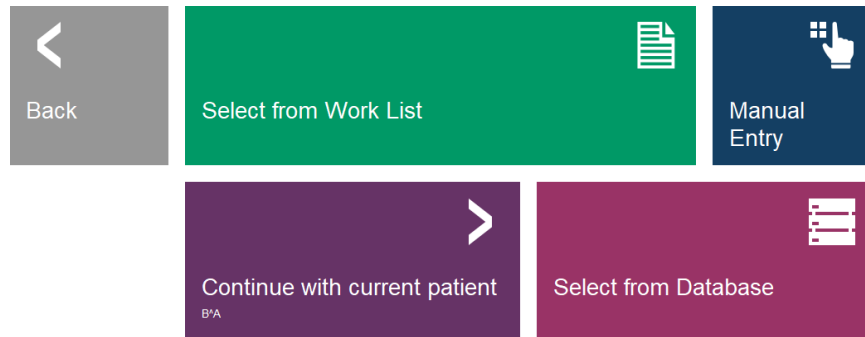 Back
Select from Work List
Manual
Entry
Continue with current patient
B^A
Select from Database